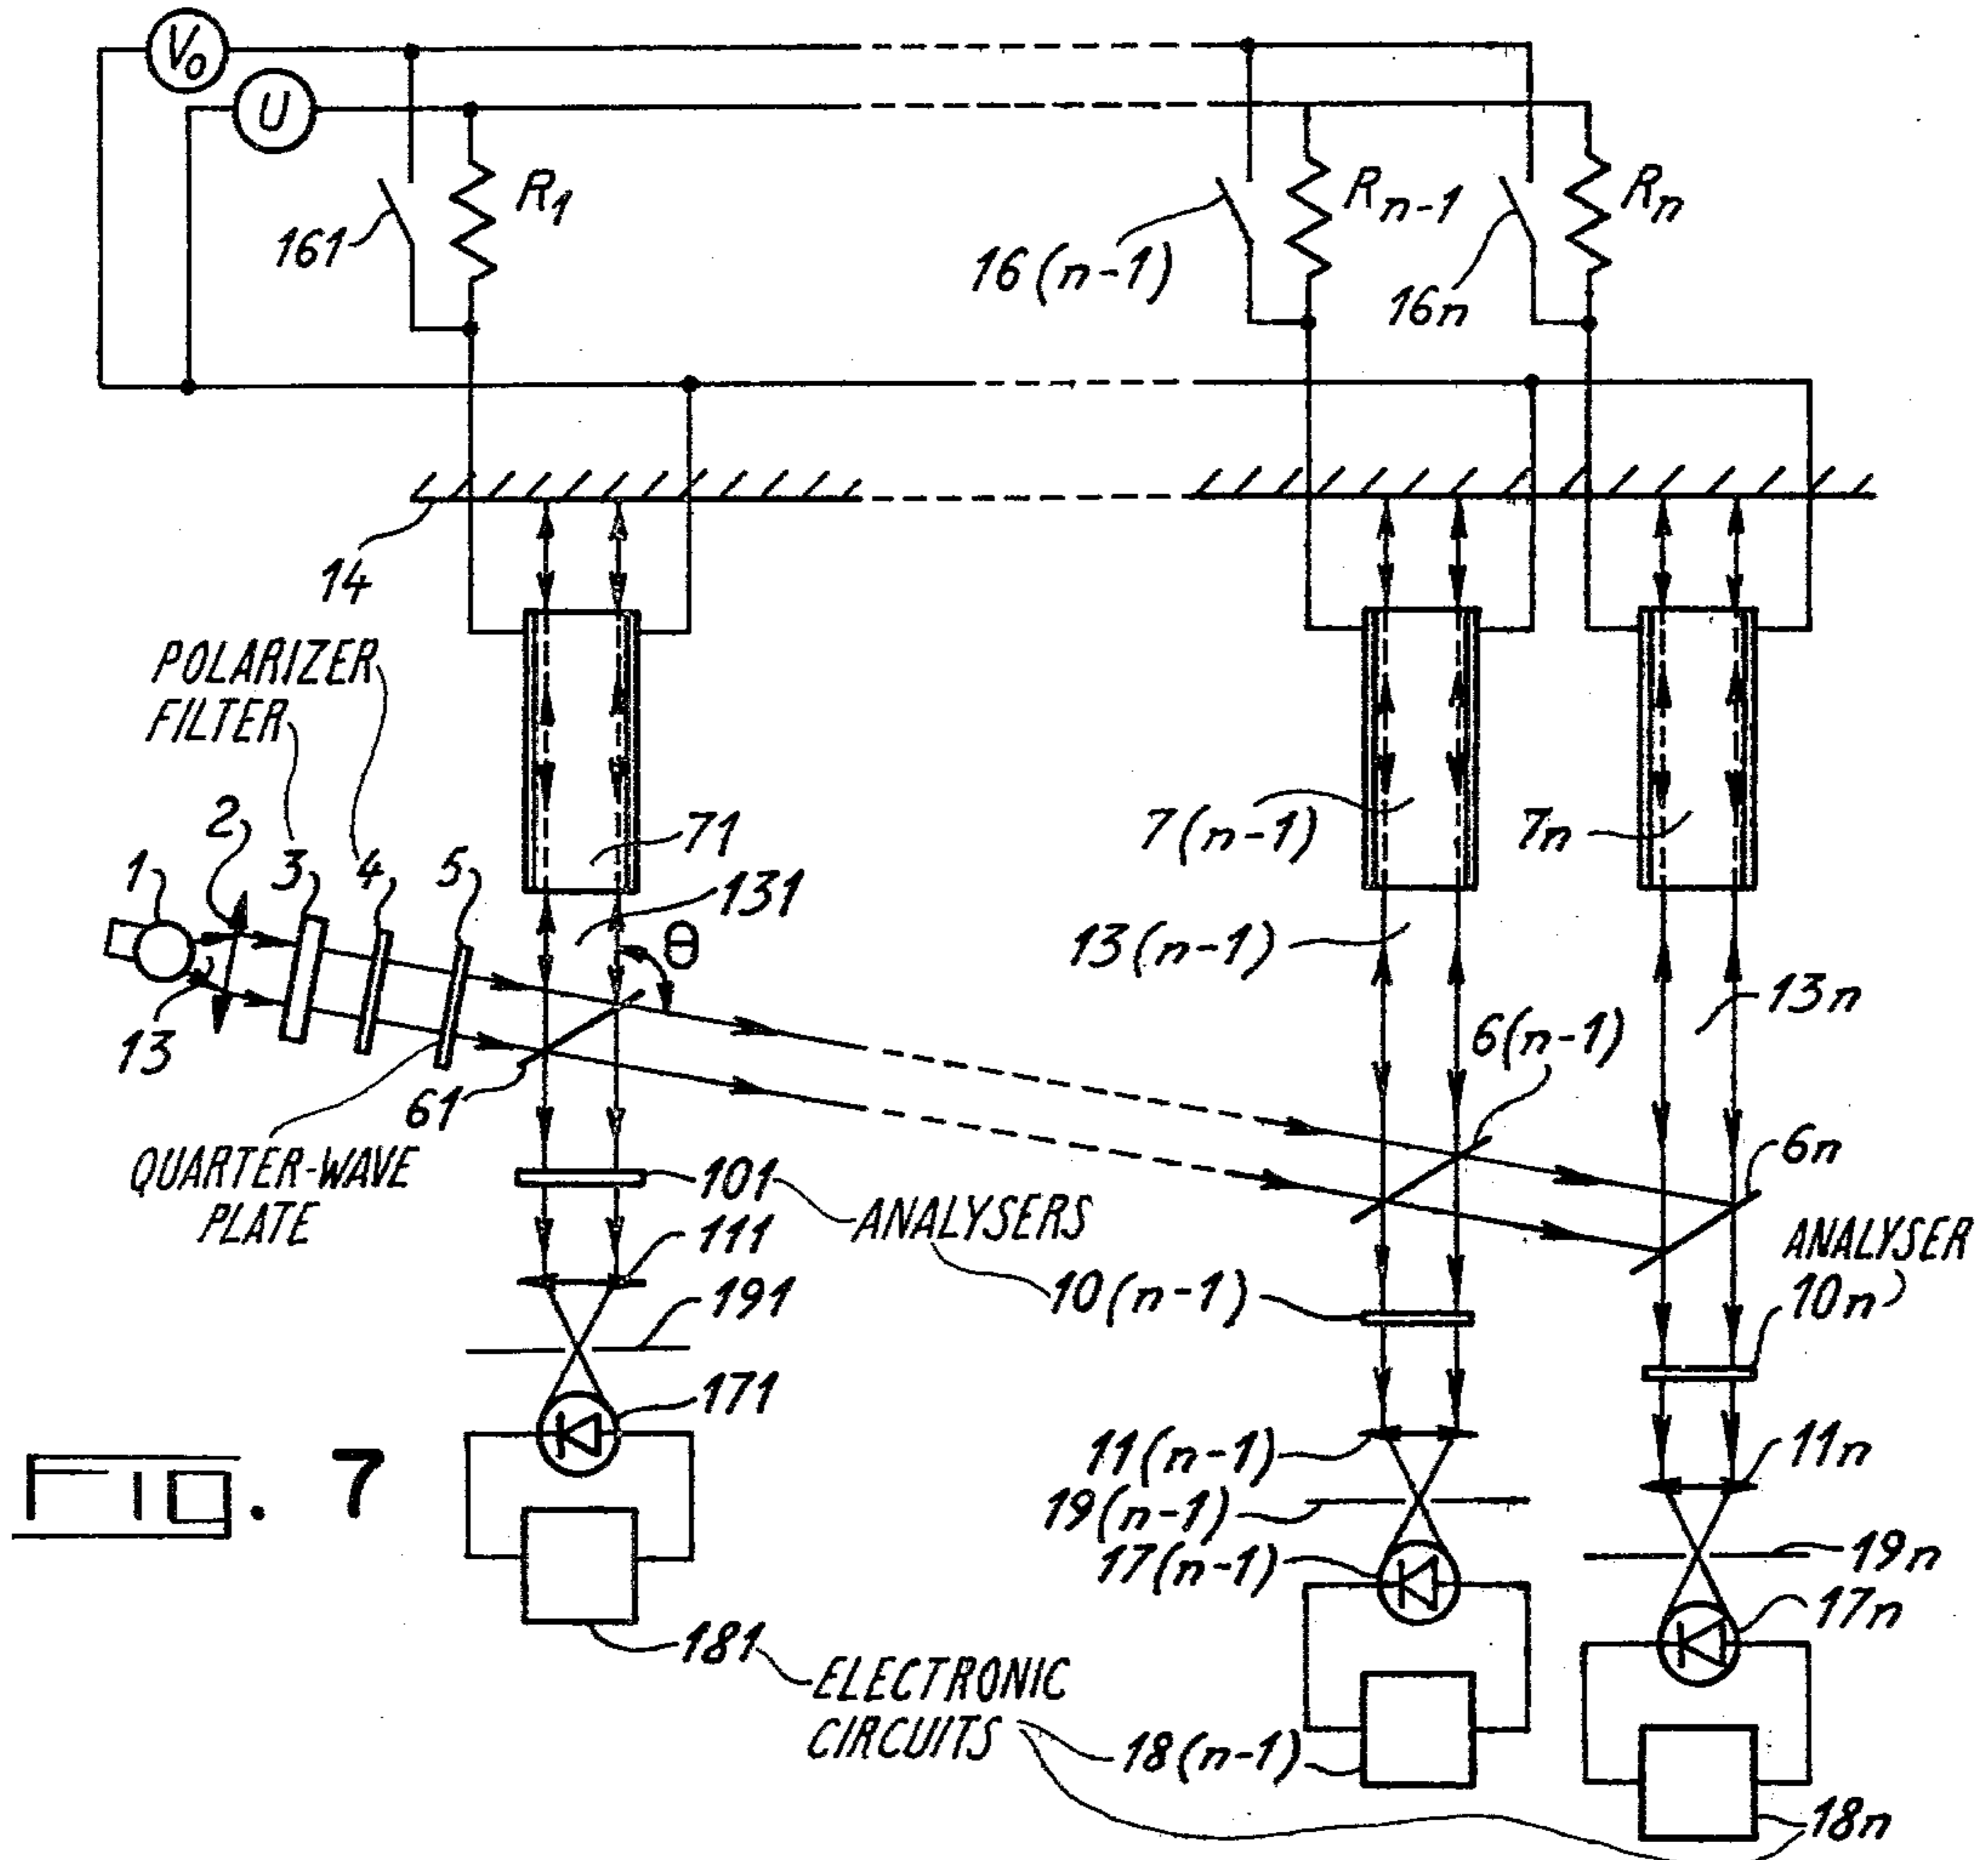 V0
U
R1
Rn-1
Rn
161
16(n-1)
16n
14
POLARIZER
FILTER
2
1
3
4
5
71
7(n-1)
7n
131
θ
13(n-1)
13n
13
61
6(n-1)
6n
QUARTER-WAVE
PLATE
101
ANALYSERS
10(n-1)
ANALYSER
10n
111
191
171
11(n-1)
11n
19(n-1)
19n
17(n-1)
17n
FIG. 7
181
ELECTRONIC
CIRCUITS
18(n-1)
18n